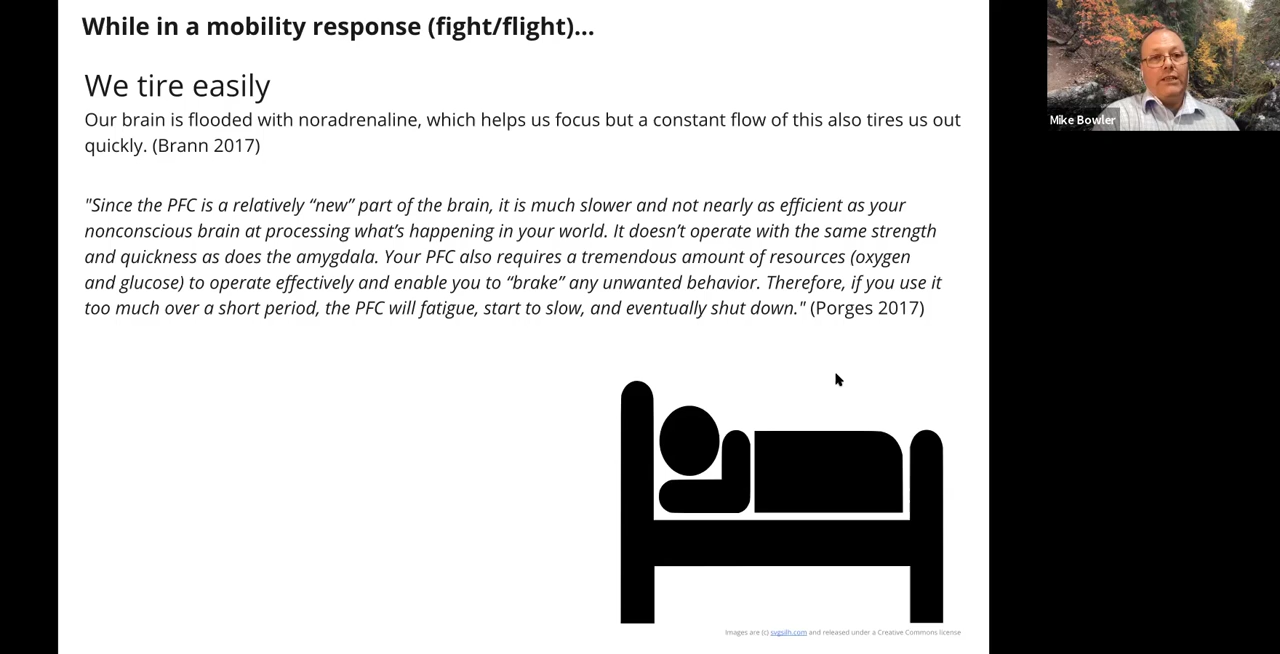 While in a mobility response (fight/flight)...
We tire easily
Our brain is flooded with noradrenaline, which helps us focus but a constant flow of this also tires us out
quickly. (Brann 2017)
"Since the PFC is a relatively “new” part of the brain, it is much slower and not nearly as efficient as your
nonconscious brain at processing what’s happening in your world. It doesn’t operate with the same strength
and quickness as does the amygdala. Your PFC also requires a tremendous amount of resources (oxygen
and glucose) to operate effectively and enable you to “brake” any unwanted behavior. Therefore, if you use it
too much over a short period, the PFC will fatigue, start to slow, and eventually shut down." (Porges 2017)
Images are (c) svgsilh.com and released under a Creative Commons license
Mike Bowler